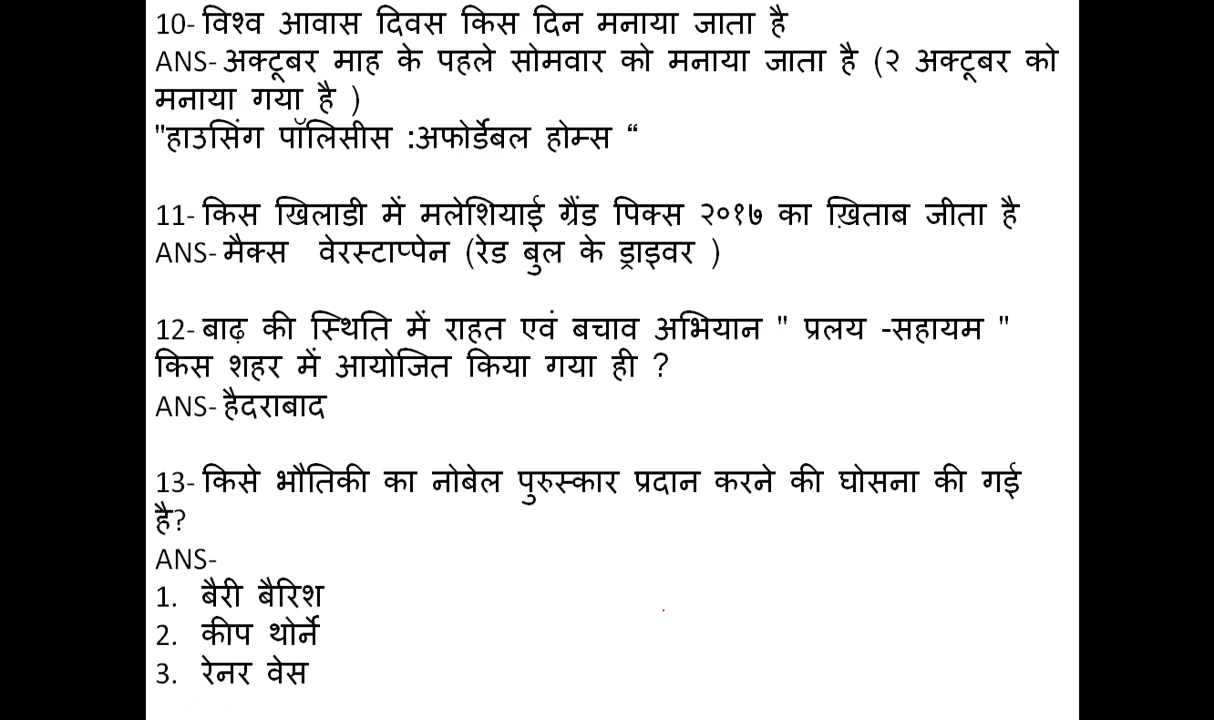 10- विश्व आवास दिवस किस दिन मनाया जाता है
ANS- अक्टूबर माह के पहले सोमवार को मनाया जाता है (२ अक्टूबर को
मनाया गया है )
"हाउसिंग पॉलिसीस :अफोर्डेबल होम्स “
11- किस खिलाडी में मलेशियाई ग्रैंड पिक्स २०१७ का ख़िताब जीता है
ANS- मैक्स वेरस्टाप्पेन (रेड बुल के ड्राइवर )
12- बाढ़ की स्थिति में राहत एवं बचाव अभियान " प्रलय -सहायम "
किस शहर में आयोजित किया गया ही ?
ANS- हैदराबाद
13- किसे भौतिकी का नोबेल पुरुस्कार प्रदान करने की घोसना की गई
है?
ANS-
1. बैरी बैरिश
2. कीप थोर्ने
3. रेनर वेस